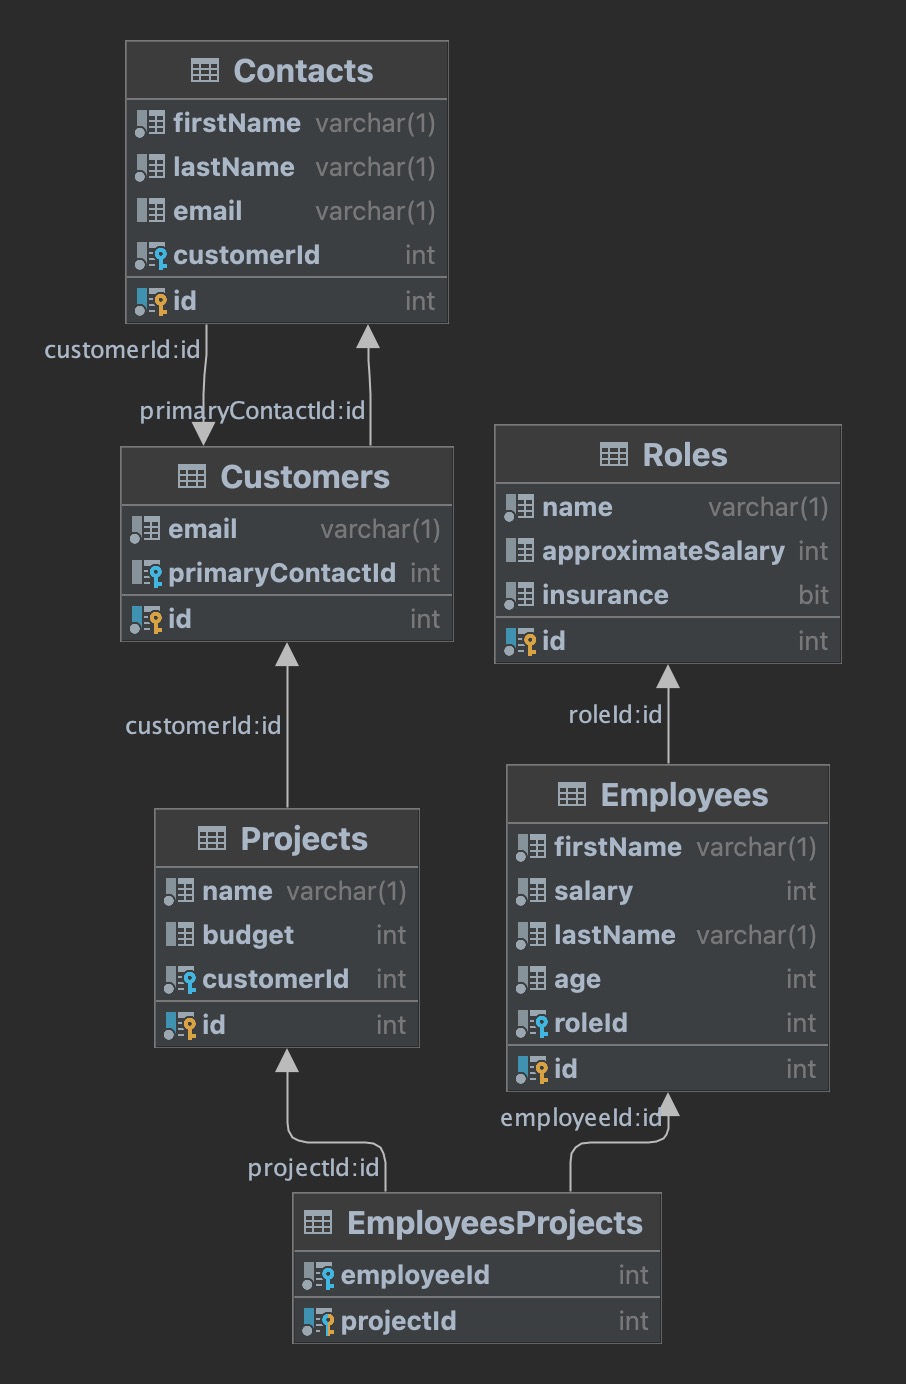 Contacts
firstName varchar(1)
lastName varchar(1)
email varchar(1)
customerId int
id int
customerId:id
primaryContactId:id
Customers
email varchar(1)
primaryContactId int
id int
Roles
name varchar(1)
approximateSalary int
insurance bit
id int
customerId:id
roleId:id
Projects
name varchar(1)
budget int
customerId int
id int
Employees
firstName varchar(1)
salary int
lastName varchar(1)
age int
roleId int
id int
employeeId:id
projectId:id
EmployeesProjects
employeeId int
projectId int